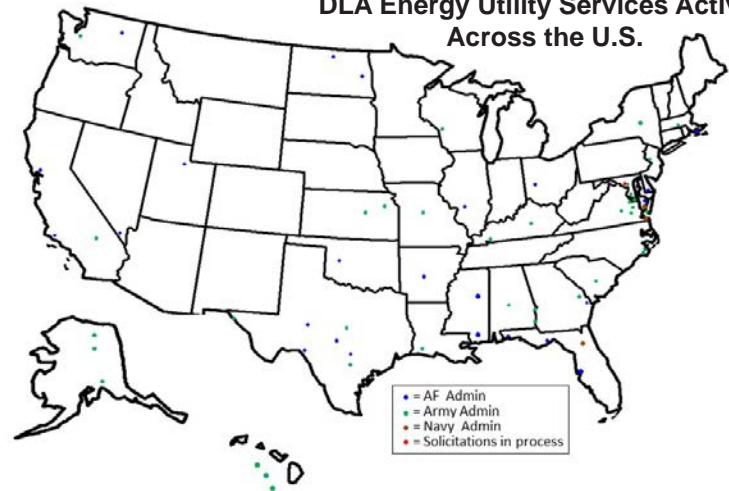 DLA Energy Utility Services Activ
Across the U.S.
= AF Admin
= Army Admin
= Navy Admin
= Solicitations in process